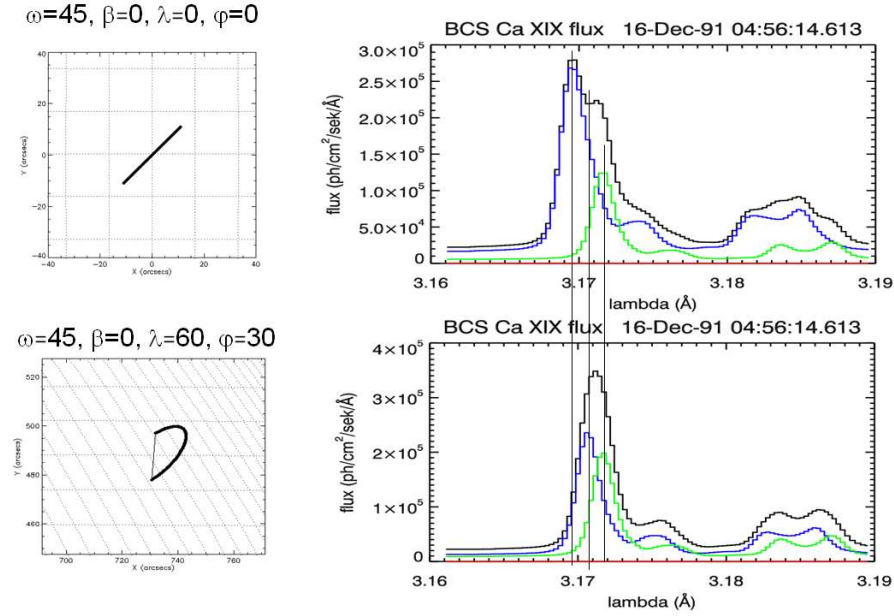 ω=45, β=0, λ=0, φ=0
BCS Ca XIX flux 16-Dec-91 04:56:14.613
40
20
0
−20
−40
Y (arcsecs)
−40 −20 0 20 40
X (arcsecs)
3.0×10⁵
2.5×10⁵
2.0×10⁵
1.5×10⁵
1.0×10⁵
5.0×10⁴
0
flux (ph/cm²/sek/Å)
3.16 3.17 3.18 3.19
lambda (Å)
ω=45, β=0, λ=60, φ=30
BCS Ca XIX flux 16-Dec-91 04:56:14.613
520
500
480
460
Y (arcsecs)
700 720 740 760
X (arcsecs)
4×10⁵
3×10⁵
2×10⁵
1×10⁵
0
flux (ph/cm²/sek/Å)
3.16 3.17 3.18 3.19
lambda (Å)